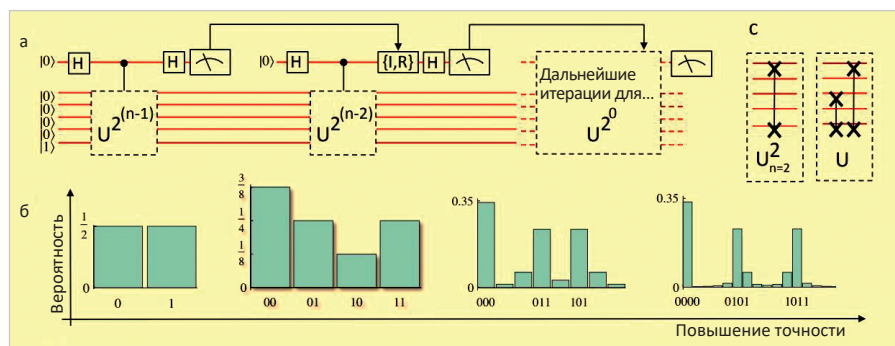 а
с
|0⟩ H H |0⟩ H {I,R} H
Дальнейшие
итерации для...
|0⟩
|0⟩
|0⟩
|0⟩
|1⟩
U^2^(n-1)
U^2^(n-2)
U^2^0
U^2_n=2
U
б
Вероятность
1/2
0
0 1
3/8
1/4
1/8
0
00 01 10 11
0.35
0
000 011 101
0.35
0
0000 0101 1011
Повышение точности